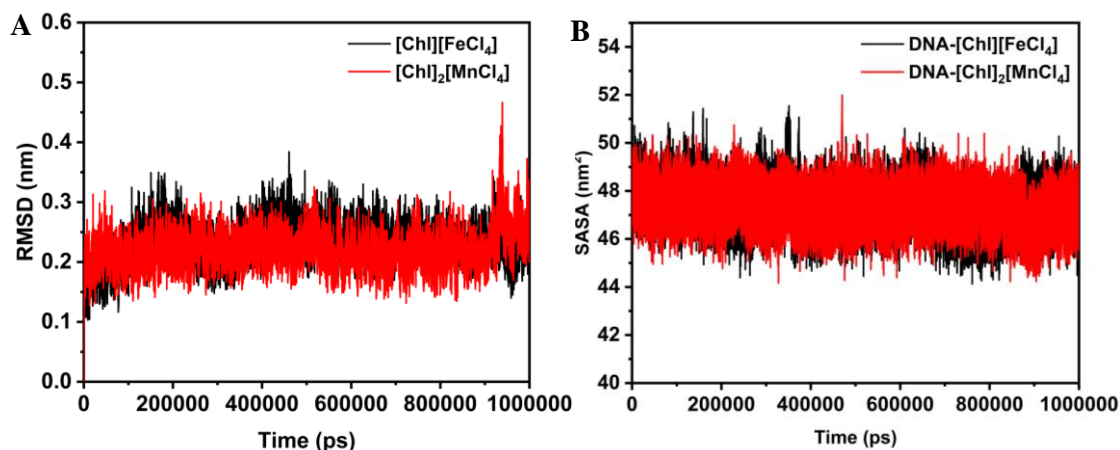 A
[Chl][FeCl₄]
[Chl]₂[MnCl₄]
0.6
0.5
0.4
0.3
0.2
0.1
0.0
RMSD (nm)
0
200000
400000
600000
800000
1000000
Time (ps)
B
DNA-[Chl][FeCl₄]
DNA-[Chl]₂[MnCl₄]
54
52
50
48
46
44
42
40
SASA (nm²)
0
200000
400000
600000
800000
1000000
Time (ps)